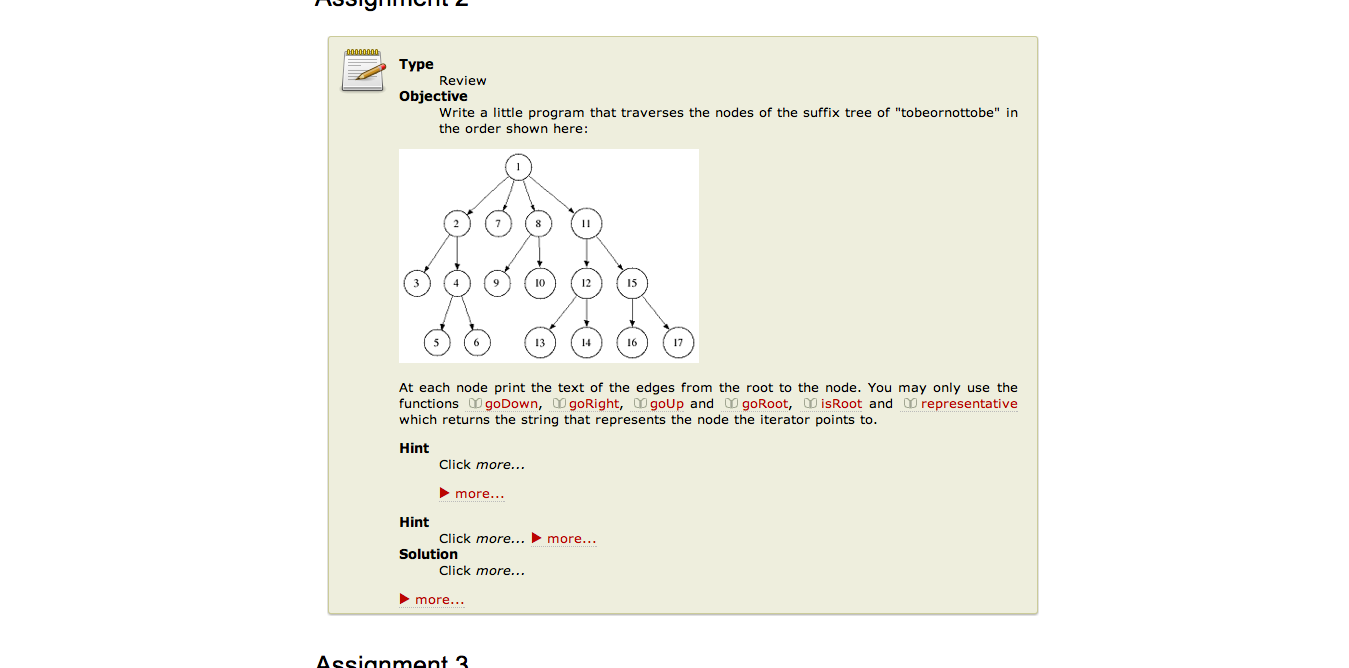 Assignment 2
Type
Review
Objective
Write a little program that traverses the nodes of the suffix tree of "tobeornottobe" in
the order shown here:
1
2 7 8 11
3 4 9 10 12 15
5 6 13 14 16 17
At each node print the text of the edges from the root to the node. You may only use the
functions goDown, goRight, goUp and goRoot, isRoot and representative
which returns the string that represents the node the iterator points to.
Hint
Click more...
more...
Hint
Click more... more...
Solution
Click more...
more...
Assignment 3